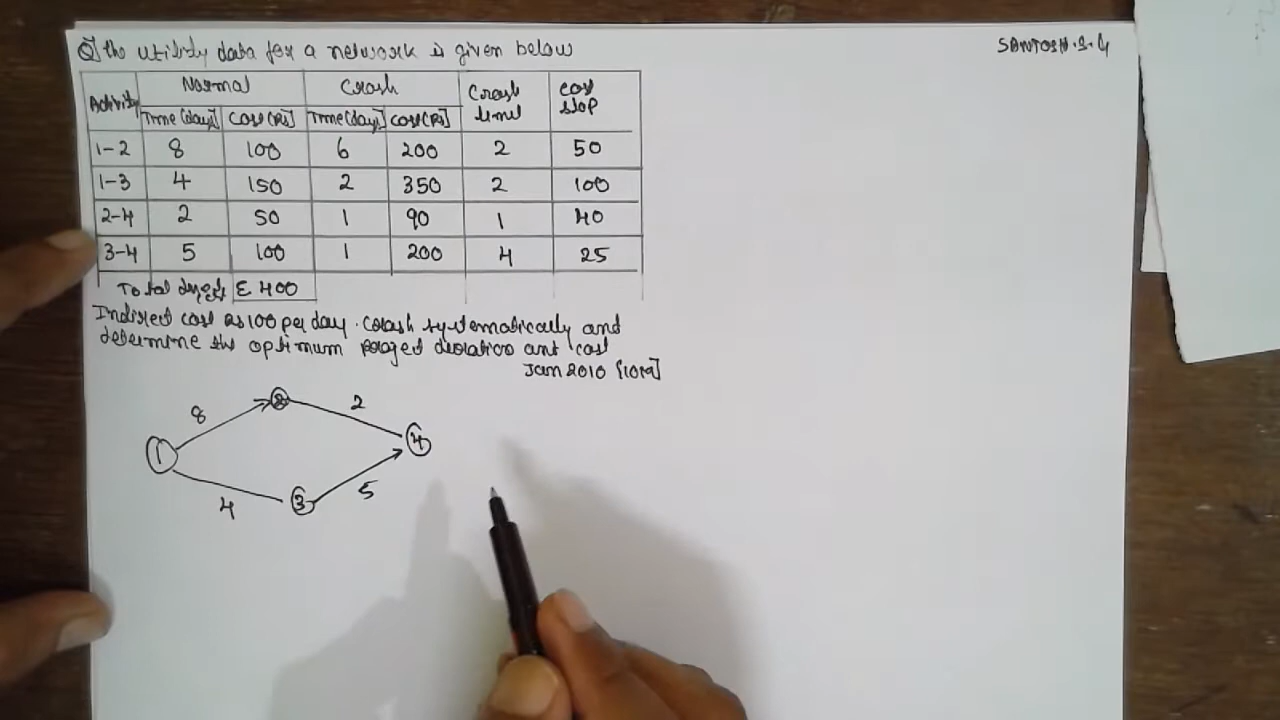 Q] The utility data for a network is given below
SANTOSH.S.G
Activity Normal Crash Crash time Cost slop
Time [days] Cost (Rs) Time [days] Cost (Rs)
1-2 8 100 6 200 2 50
1-3 4 150 2 350 2 100
2-4 2 50 1 90 1 40
3-4 5 100 1 200 4 25
Total direct Σ 400
Indirect cost Rs 100 per day. Crash systematically and
determine the optimum project duration and cost
Jan 2010 [10M]
8 2 2
1 4
4 3 5